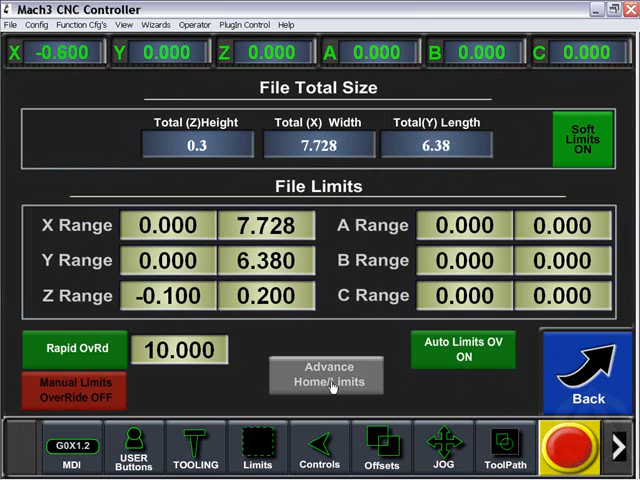 Mach3 CNC Controller
File Config Function Cfg's View Wizards Operator PlugIn Control Help
X -0.600 Y 0.000 Z 0.000 A 0.000 B 0.000 C 0.000
File Total Size
Total (Z)Height Total (X) Width Total(Y) Length
0.3 7.728 6.38
Soft
Limits
ON
File Limits
X Range 0.000 7.728 A Range 0.000 0.000
Y Range 0.000 6.380 B Range 0.000 0.000
Z Range -0.100 0.200 C Range 0.000 0.000
Rapid OvRd 10.000
Manual Limits
OverRide OFF
Advance
Home/Limits
Auto Limits OV
ON
Back
G0X1.2
MDI
USER
Buttons
TOOLING
Limits
Controls
Offsets
JOG
ToolPath